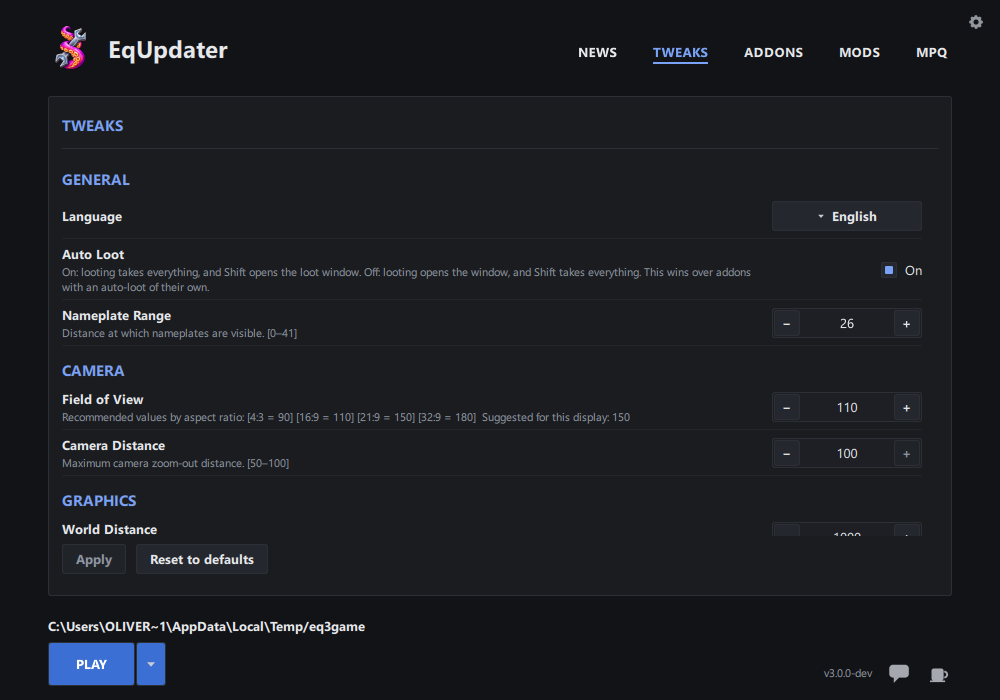 EqUpdater
NEWS
TWEAKS
ADDONS
MODS
MPQ
TWEAKS
GENERAL
Language
English
Auto Loot
On: looting takes everything, and Shift opens the loot window. Off: looting opens the window, and Shift takes everything. This wins over addons
with an auto-loot of their own.
On
Nameplate Range
Distance at which nameplates are visible. [0–41]
– 26 +
CAMERA
Field of View
Recommended values by aspect ratio: [4:3 = 90] [16:9 = 110] [21:9 = 150] [32:9 = 180]  Suggested for this display: 150
– 110 +
Camera Distance
Maximum camera zoom-out distance. [50–100]
– 100 +
GRAPHICS
World Distance
Apply
Reset to defaults
C:\Users\OLIVER~1\AppData\Local\Temp/eq3game
PLAY
v3.0.0-dev